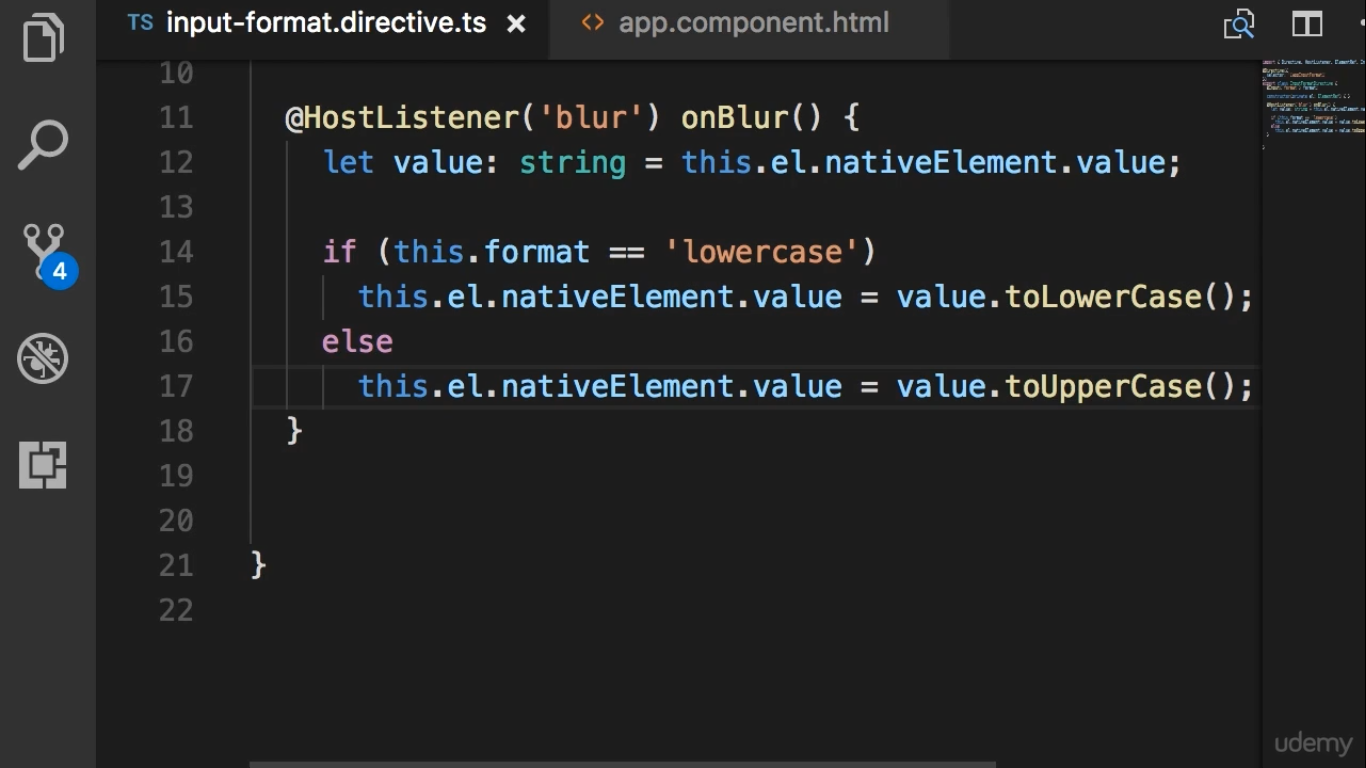 TS input-format.directive.ts × <> app.component.html
10
11 @HostListener('blur') onBlur() {
12 let value: string = this.el.nativeElement.value;
13
14 if (this.format == 'lowercase')
15 this.el.nativeElement.value = value.toLowerCase();
16 else
17 this.el.nativeElement.value = value.toUpperCase();
18 }
19
20
21 }
22
4
udemy